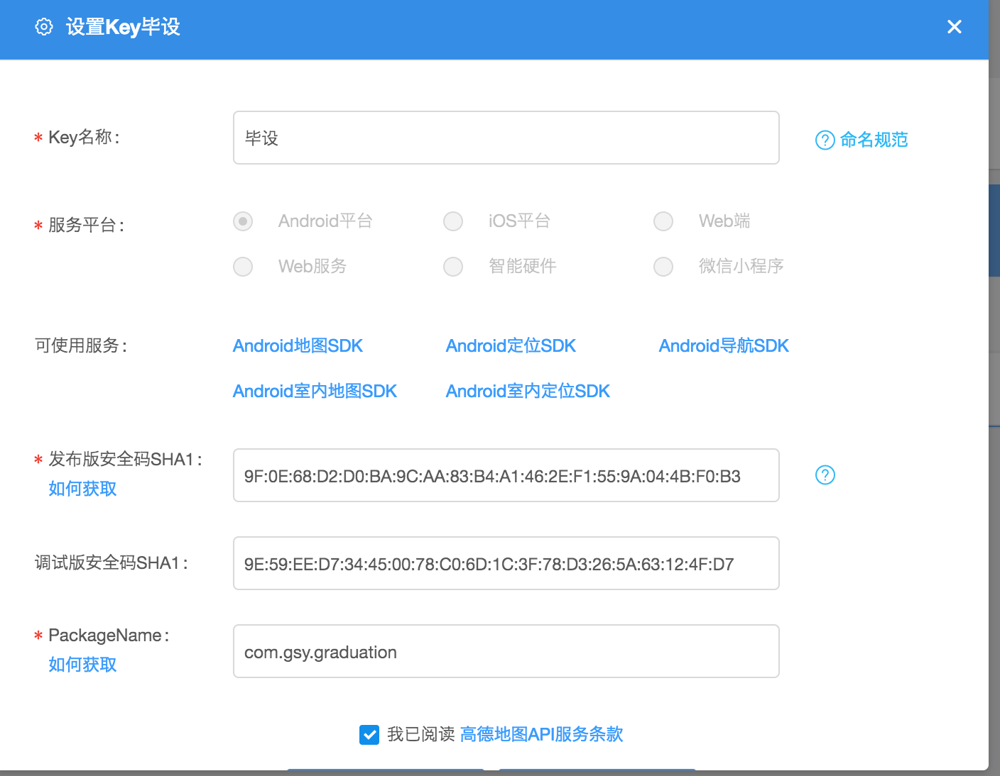 设置Key毕设
* Key名称：
毕设
命名规范
* 服务平台：
Android平台
iOS平台
Web端
Web服务
智能硬件
微信小程序
可使用服务：
Android地图SDK
Android定位SDK
Android导航SDK
Android室内地图SDK
Android室内定位SDK
* 发布版安全码SHA1：
如何获取
9F:0E:68:D2:D0:BA:9C:AA:83:B4:A1:46:2E:F1:55:9A:04:4B:F0:B3
调试版安全码SHA1：
9E:59:EE:D7:34:45:00:78:C0:6D:1C:3F:78:D3:26:5A:63:12:4F:D7
* PackageName：
如何获取
com.gsy.graduation
我已阅读 高德地图API服务条款